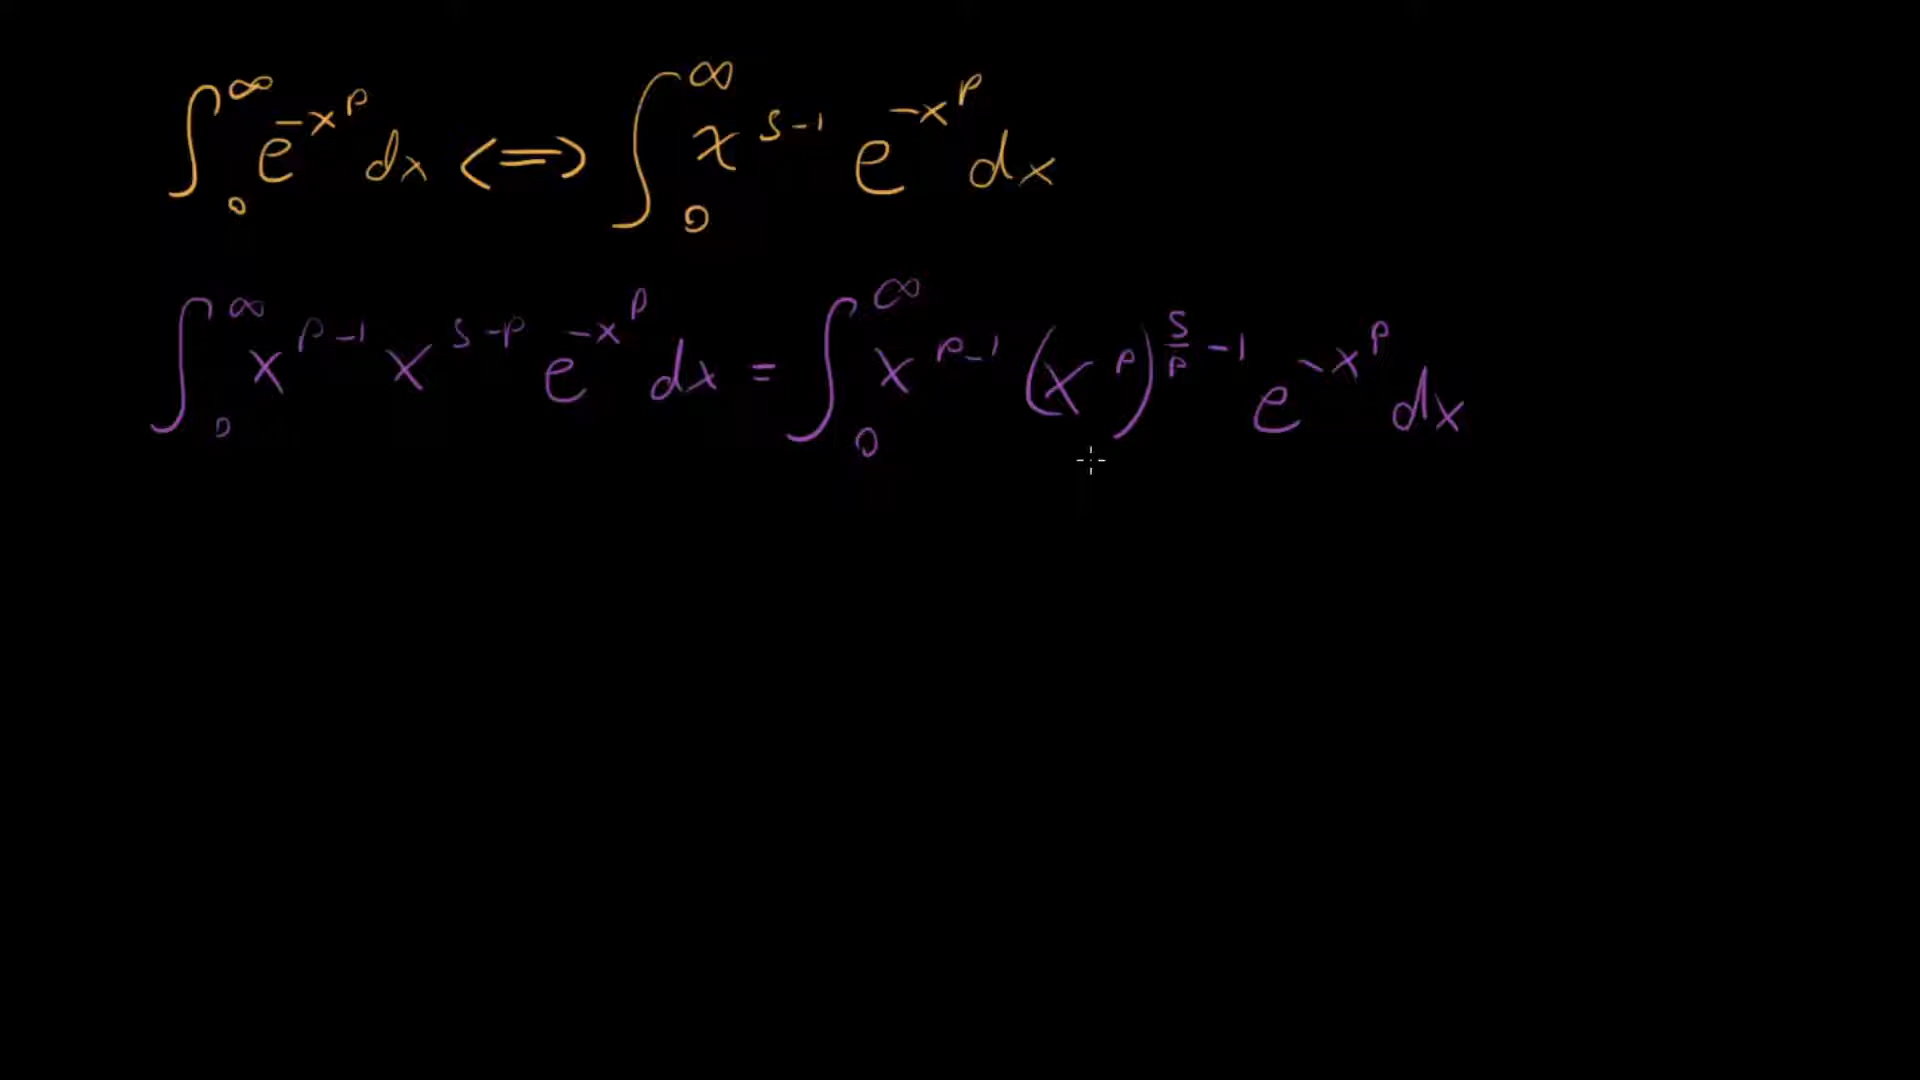 ∫₀^∞ e^{-x^p} dx <=> ∫₀^∞ x^{s-1} e^{-x^p} dx
∫₀^∞ x^{p-1} x^{s-p} e^{-x^p} dx = ∫₀^∞ x^{p-1} (x^p)^{s/p - 1} e^{-x^p} dx